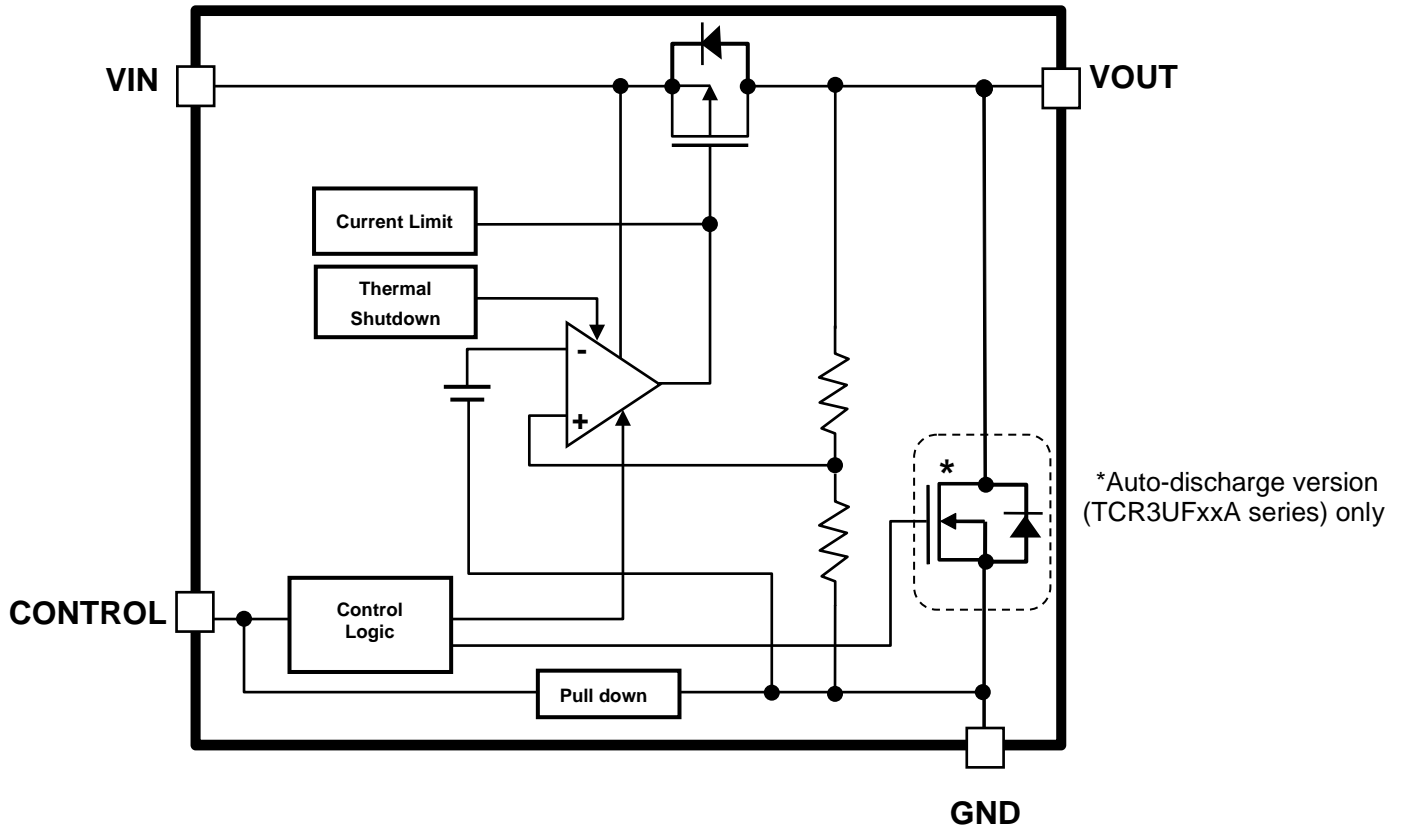 VIN
VOUT
Current Limit
Thermal
Shutdown
-
+
*
*Auto-discharge version
(TCR3UFxxA series) only
CONTROL
Control
Logic
Pull down
GND